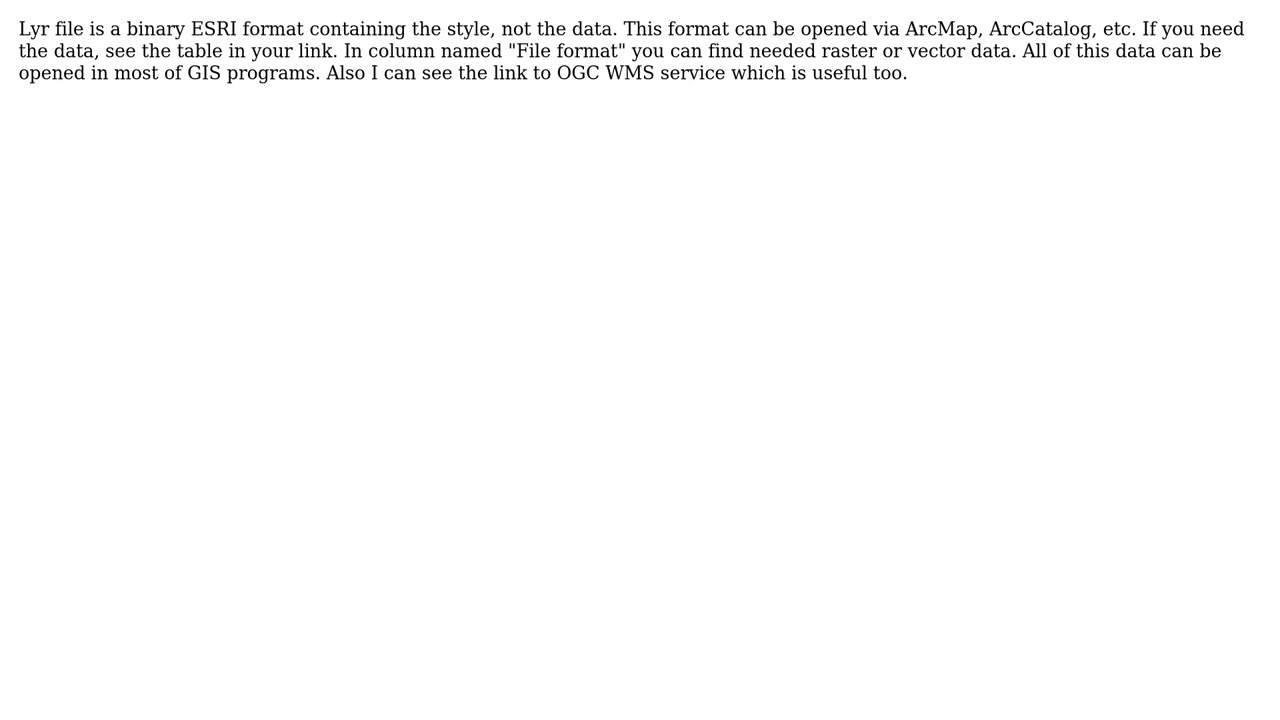 Lyr file is a binary ESRI format containing the style, not the data. This format can be opened via ArcMap, ArcCatalog, etc. If you need
the data, see the table in your link. In column named "File format" you can find needed raster or vector data. All of this data can be
opened in most of GIS programs. Also I can see the link to OGC WMS service which is useful too.